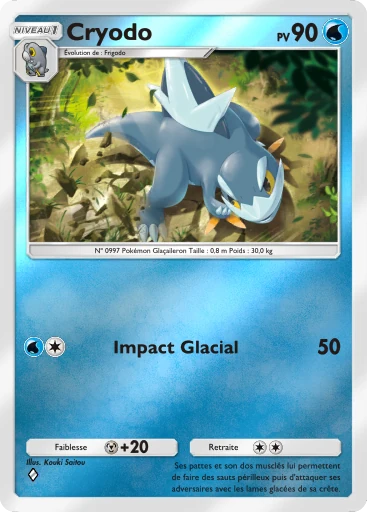 NIVEAU 1
Cryodo
PV 90
Évolution de : Frigodo
N° 0997 Pokémon Glaçaileron Taille : 0,8 m Poids : 30,0 kg
Impact Glacial 50
Faiblesse +20 Retraite
Illus. Kouki Saitou
Ses pattes et son dos musclés lui permettent
de faire des sauts périlleux puis d'attaquer ses
adversaires avec les lames glacées de sa crête.